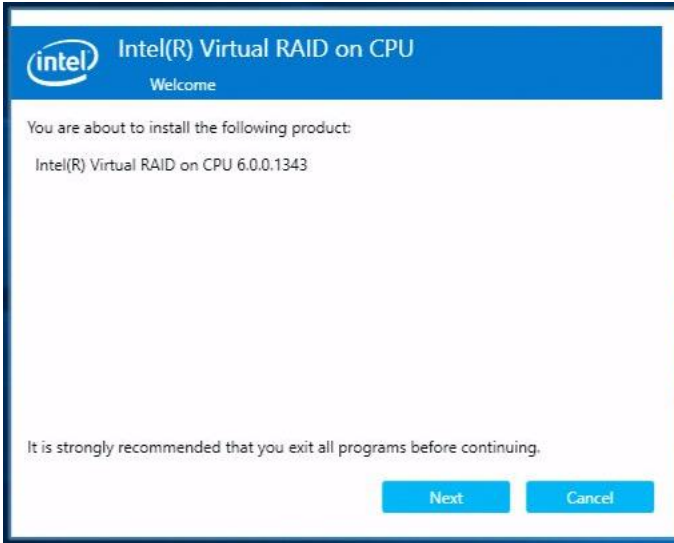 intel
Intel(R) Virtual RAID on CPU
Welcome
You are about to install the following product:
Intel(R) Virtual RAID on CPU 6.0.0.1343
It is strongly recommended that you exit all programs before continuing.
Next
Cancel